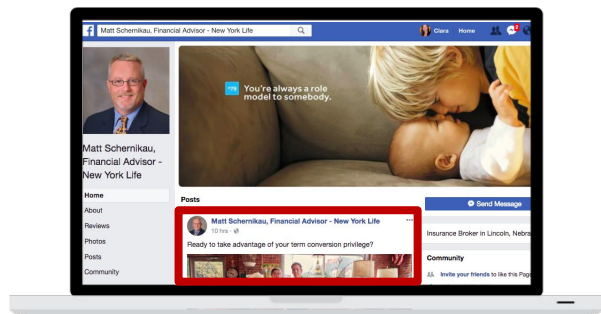 Matt Schernikau, Financial Advisor - New York Life
Clara Home
2
You're always a role
model to somebody.
Matt Schernikau,
Financial Advisor -
New York Life
Home
About
Reviews
Photos
Posts
Community
Posts
Matt Schernikau, Financial Advisor - New York Life
10 hrs ·
Ready to take advantage of your term conversion privilege?
Send Message
Insurance Broker in Lincoln, Nebra
Community
Invite your friends to like this Page